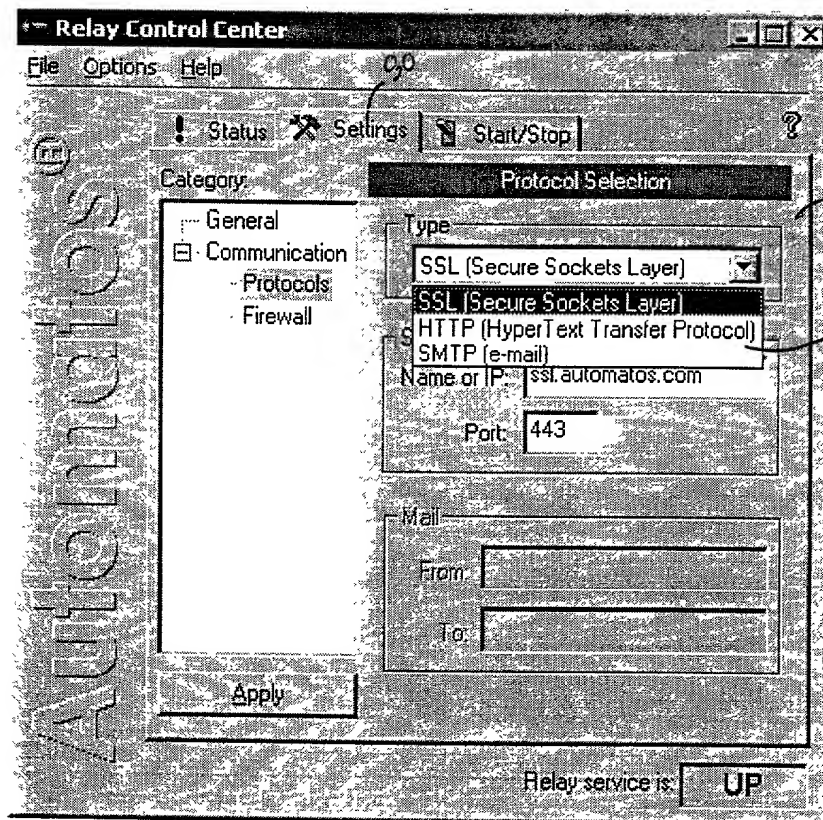 Relay Control Center
File Options Help
Status Settings Start/Stop
Category:
Protocol Selection
General
Communication
Protocols
Firewall
Type
SSL (Secure Sockets Layer)
SSL (Secure Sockets Layer)
HTTP (HyperText Transfer Protocol)
SMTP (e-mail)
Name or IP: ssl.automatos.com
Port: 443
Mail
From:
To:
Apply
Relay service is: UP
Automatos